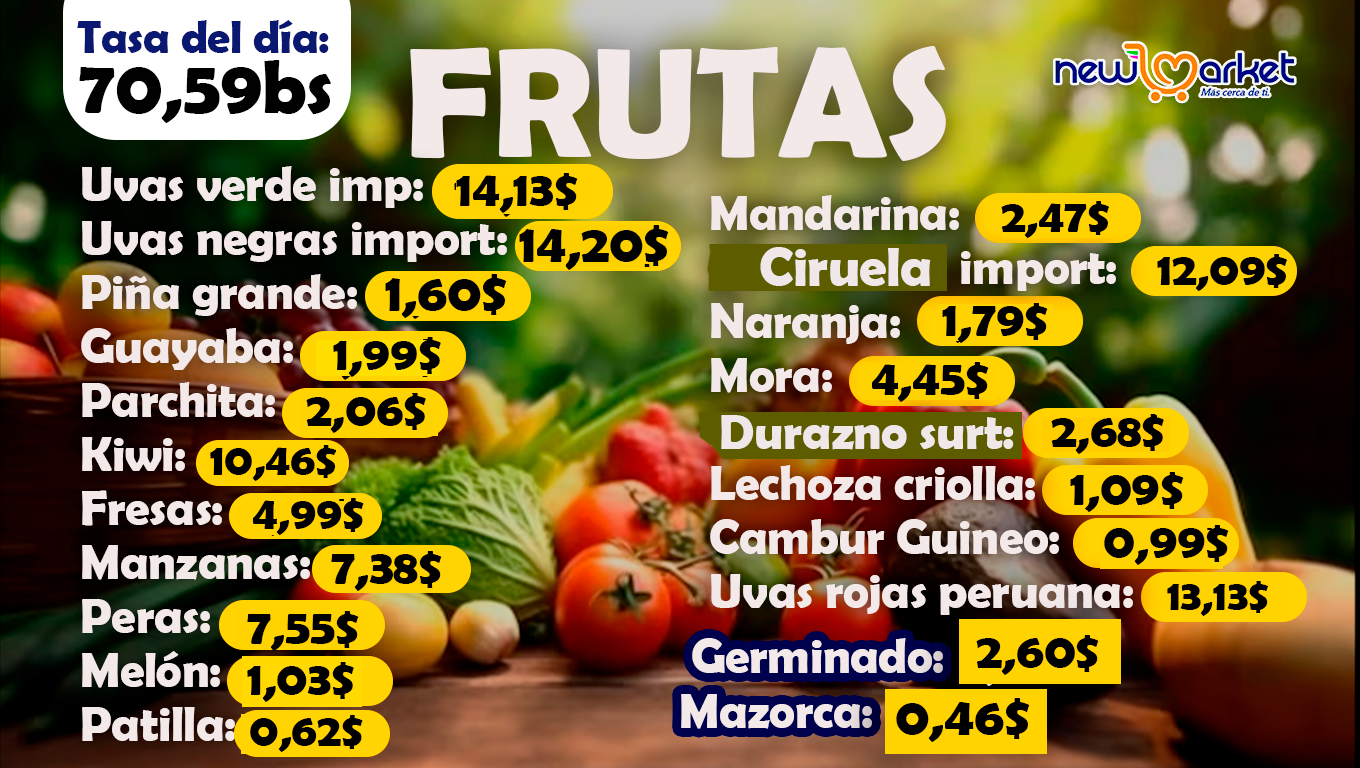 Tasa del día:
70,59bs
FRUTAS
new market
Más cerca de ti.
Uvas verde imp: 14,13$
Uvas negras import: 14,20$
Piña grande: 1,60$
Guayaba: 1,99$
Parchita: 2,06$
Kiwi: 10,46$
Fresas: 4,99$
Manzanas: 7,38$
Peras: 7,55$
Melón: 1,03$
Patilla: 0,62$
Mandarina: 2,47$
Ciruela import: 12,09$
Naranja: 1,79$
Mora: 4,45$
Durazno surt: 2,68$
Lechoza criolla: 1,09$
Cambur Guineo: 0,99$
Uvas rojas peruana: 13,13$
Germinado: 2,60$
Mazorca: 0,46$